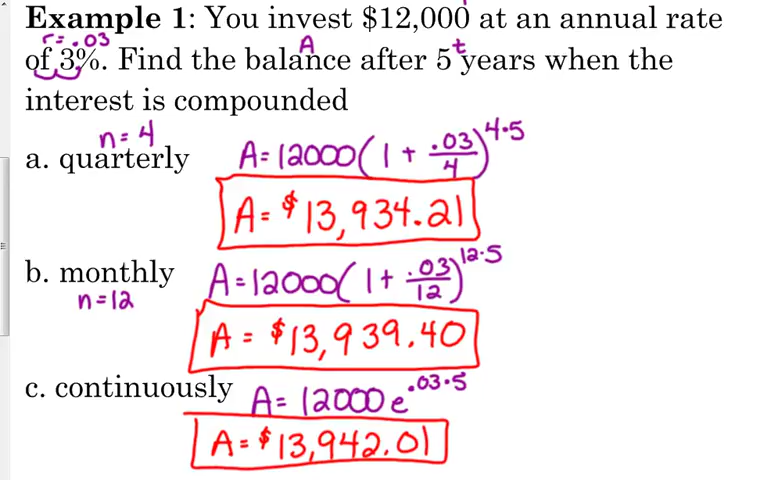 Example 1: You invest $12,000 at an annual rate
r=.03 A t
of 3%. Find the balance after 5 years when the
interest is compounded
n=4
a. quarterly A=12000(1+.03/4)^4·5
A=$13,934.21
b. monthly A=12000(1+.03/12)^12·5
n=12
A=$13,939.40
c. continuously A=12000e^.03·5
A=$13,942.01